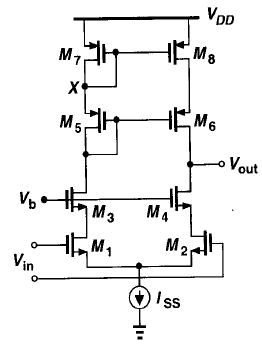 V_DD
M_7 M_8
X
M_5 M_6
V_out
V_b M_3 M_4
M_1 M_2
V_in
I_SS